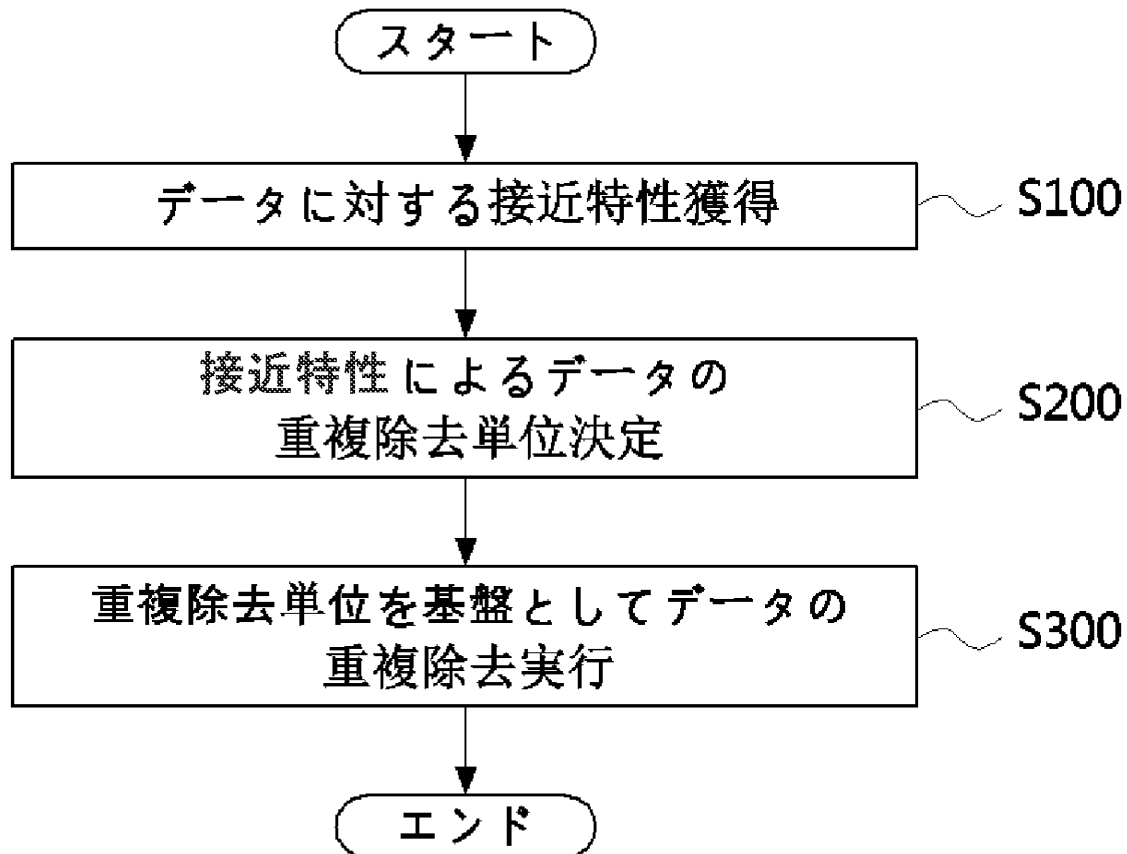 スタート
データに対する接近特性獲得
S100
接近特性によるデータの
重複除去単位決定
S200
重複除去単位を基盤としてデータの
重複除去実行
S300
エンド